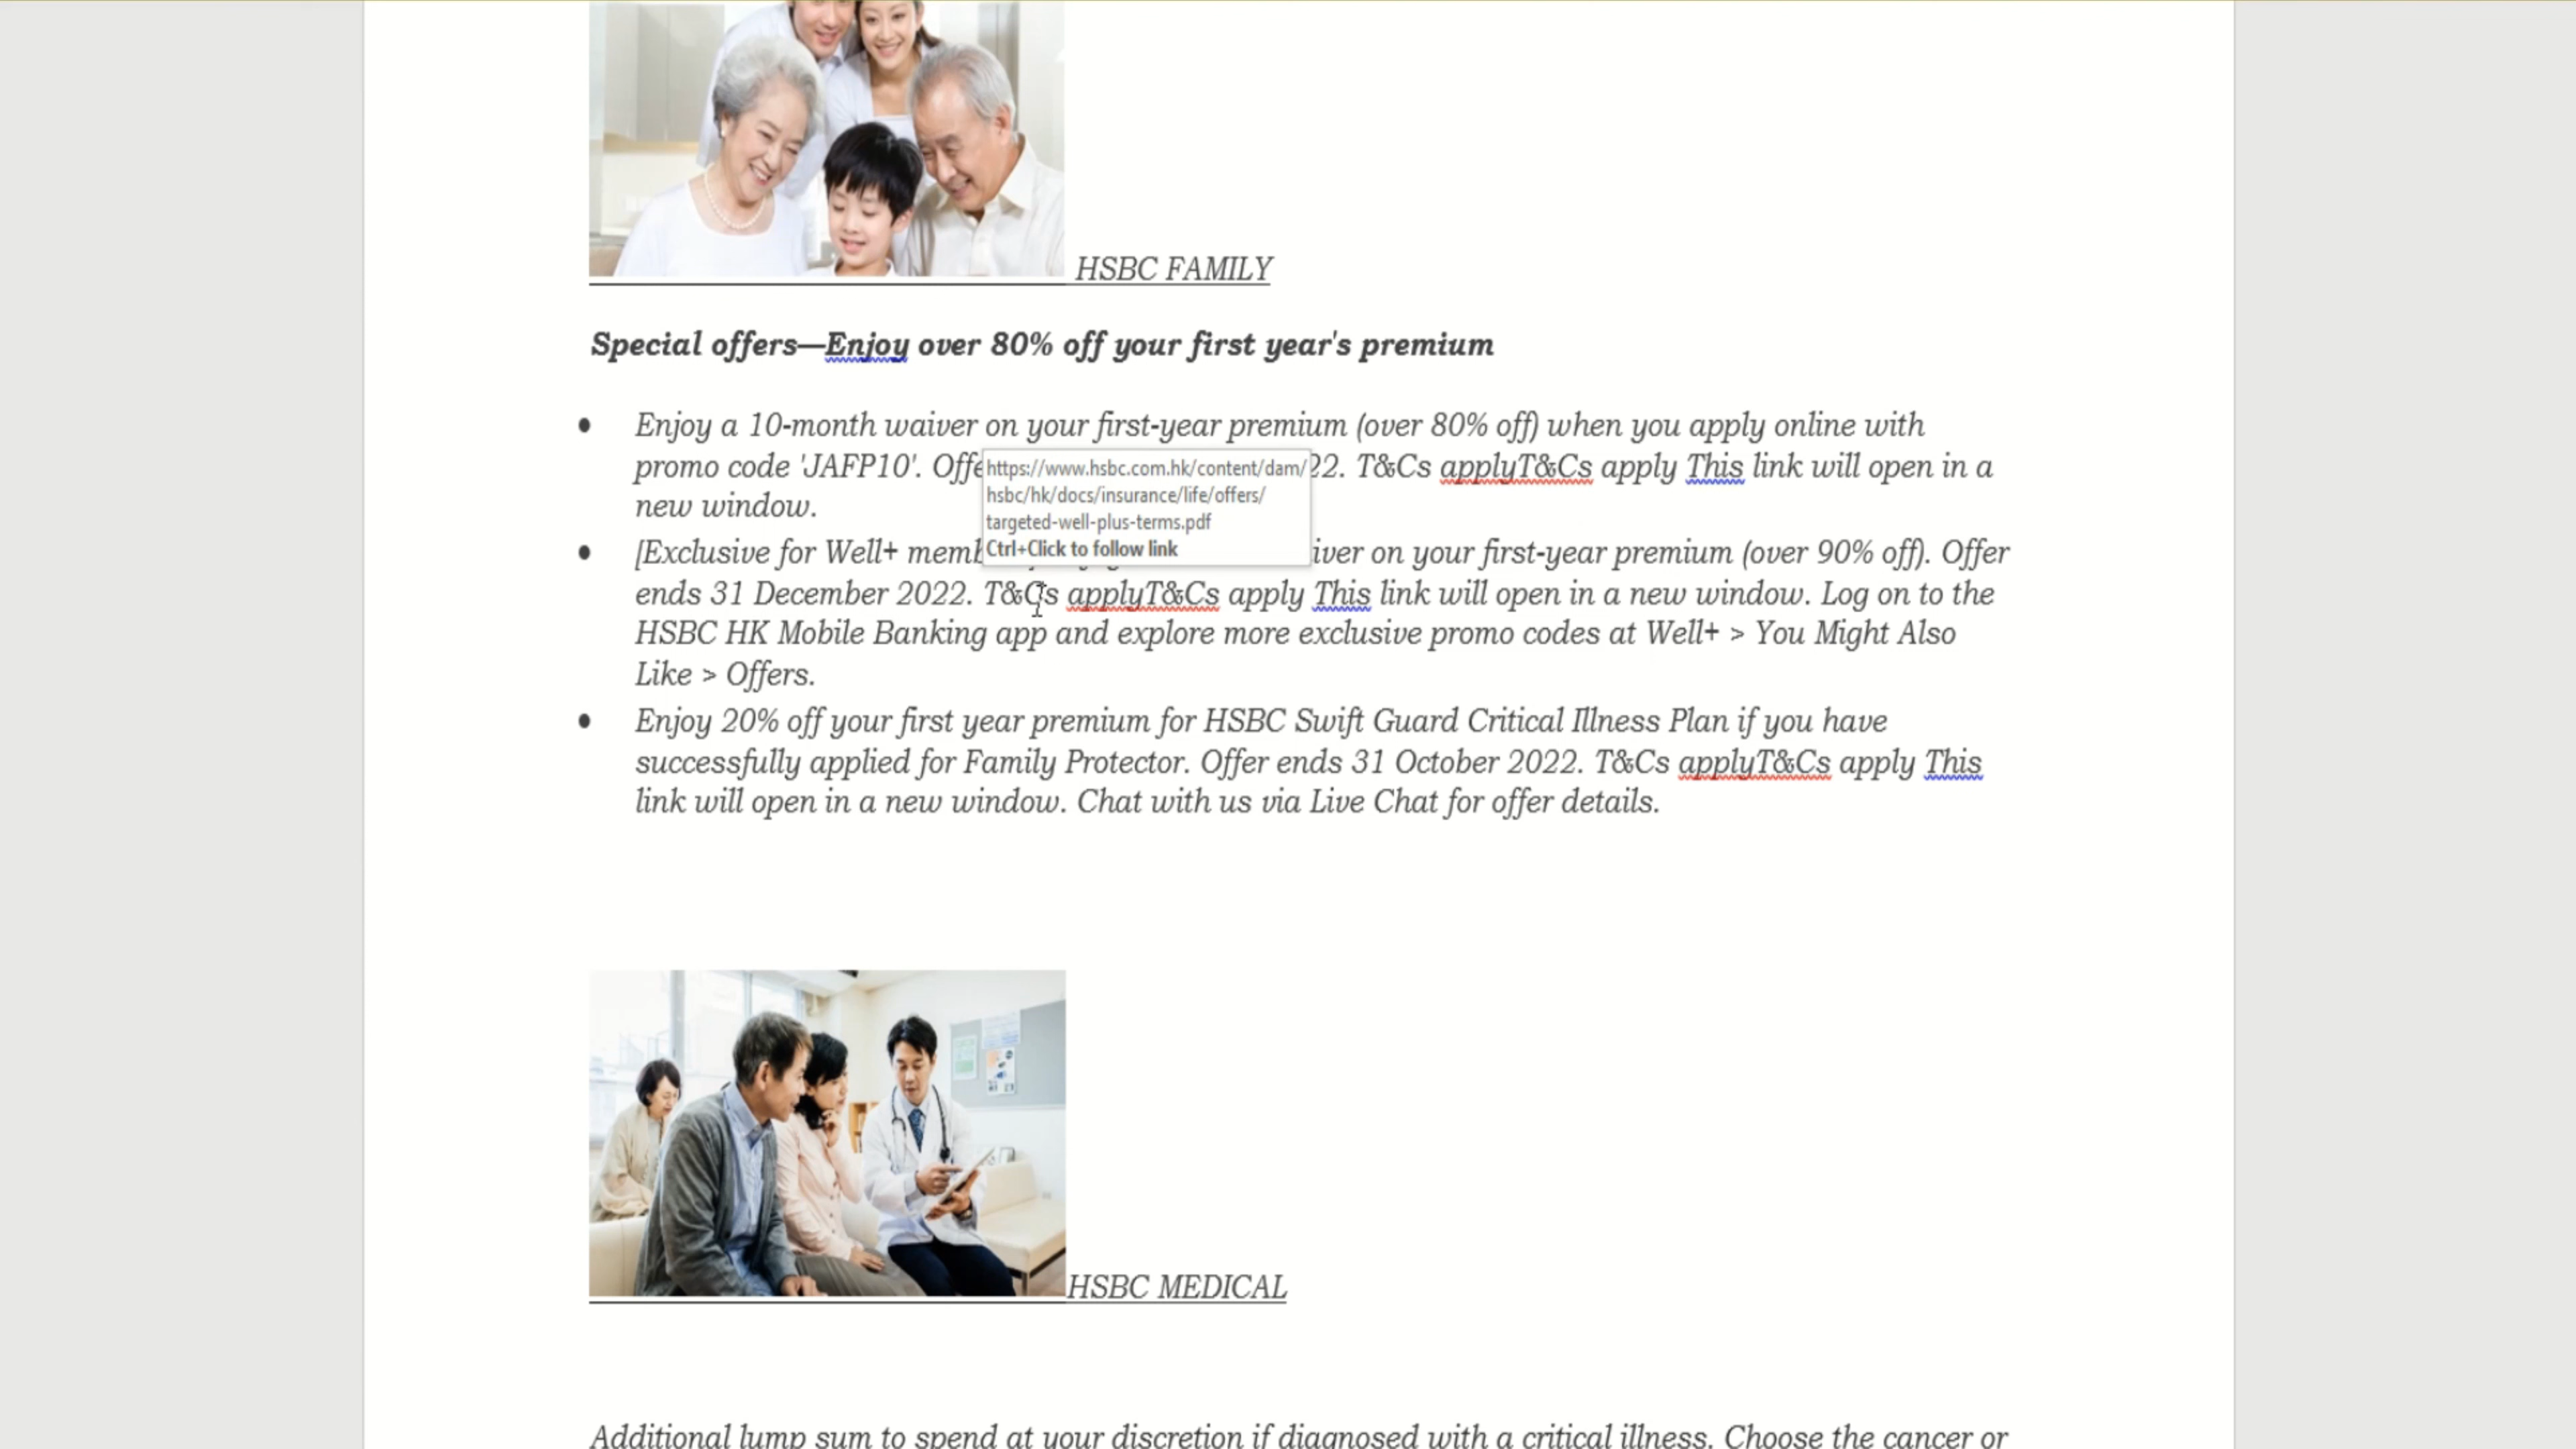 HSBC FAMILY
Special offers—Enjoy over 80% off your first year's premium
• Enjoy a 10-month waiver on your first-year premium (over 80% off) when you apply online with
promo code 'JAFP10'. Offe 22. T&Cs applyT&Cs apply This link will open in a
new window.
https://www.hsbc.com.hk/content/dam/
hsbc/hk/docs/insurance/life/offers/
targeted-well-plus-terms.pdf
Ctrl+Click to follow link
• [Exclusive for Well+ memb iver on your first-year premium (over 90% off). Offer
ends 31 December 2022. T&Cs applyT&Cs apply This link will open in a new window. Log on to the
HSBC HK Mobile Banking app and explore more exclusive promo codes at Well+ > You Might Also
Like > Offers.
• Enjoy 20% off your first year premium for HSBC Swift Guard Critical Illness Plan if you have
successfully applied for Family Protector. Offer ends 31 October 2022. T&Cs applyT&Cs apply This
link will open in a new window. Chat with us via Live Chat for offer details.
HSBC MEDICAL
Additional lump sum to spend at your discretion if diagnosed with a critical illness. Choose the cancer or